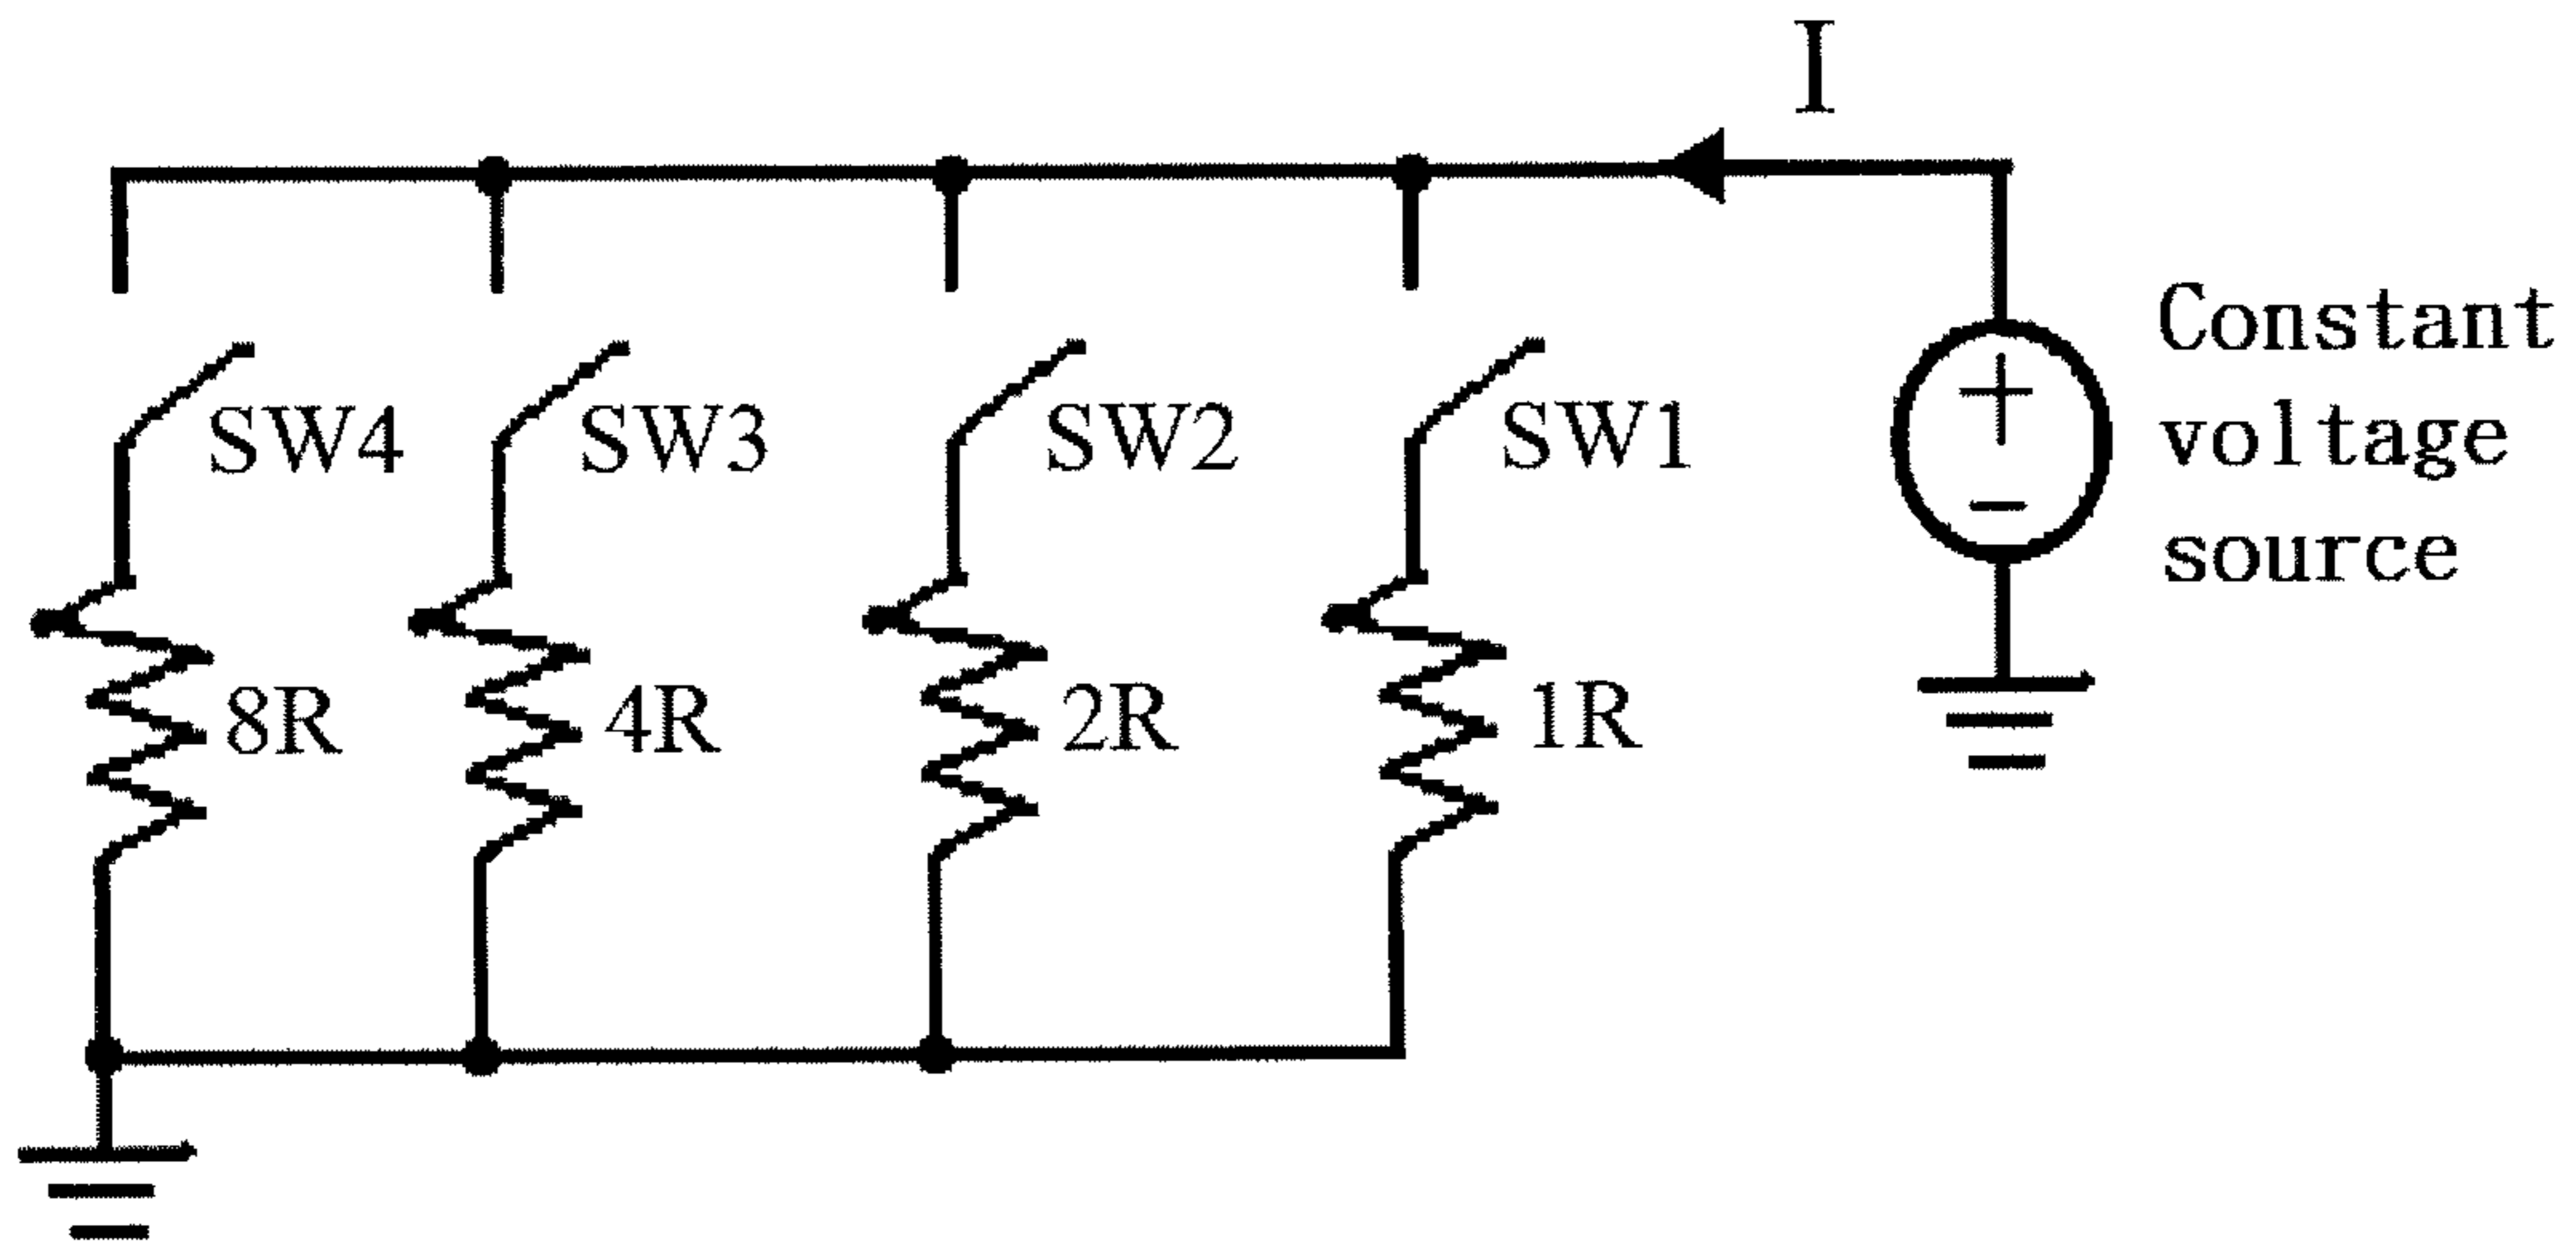 I
Constant
voltage
source
SW4
SW3
SW2
SW1
8R
4R
2R
1R
+
−